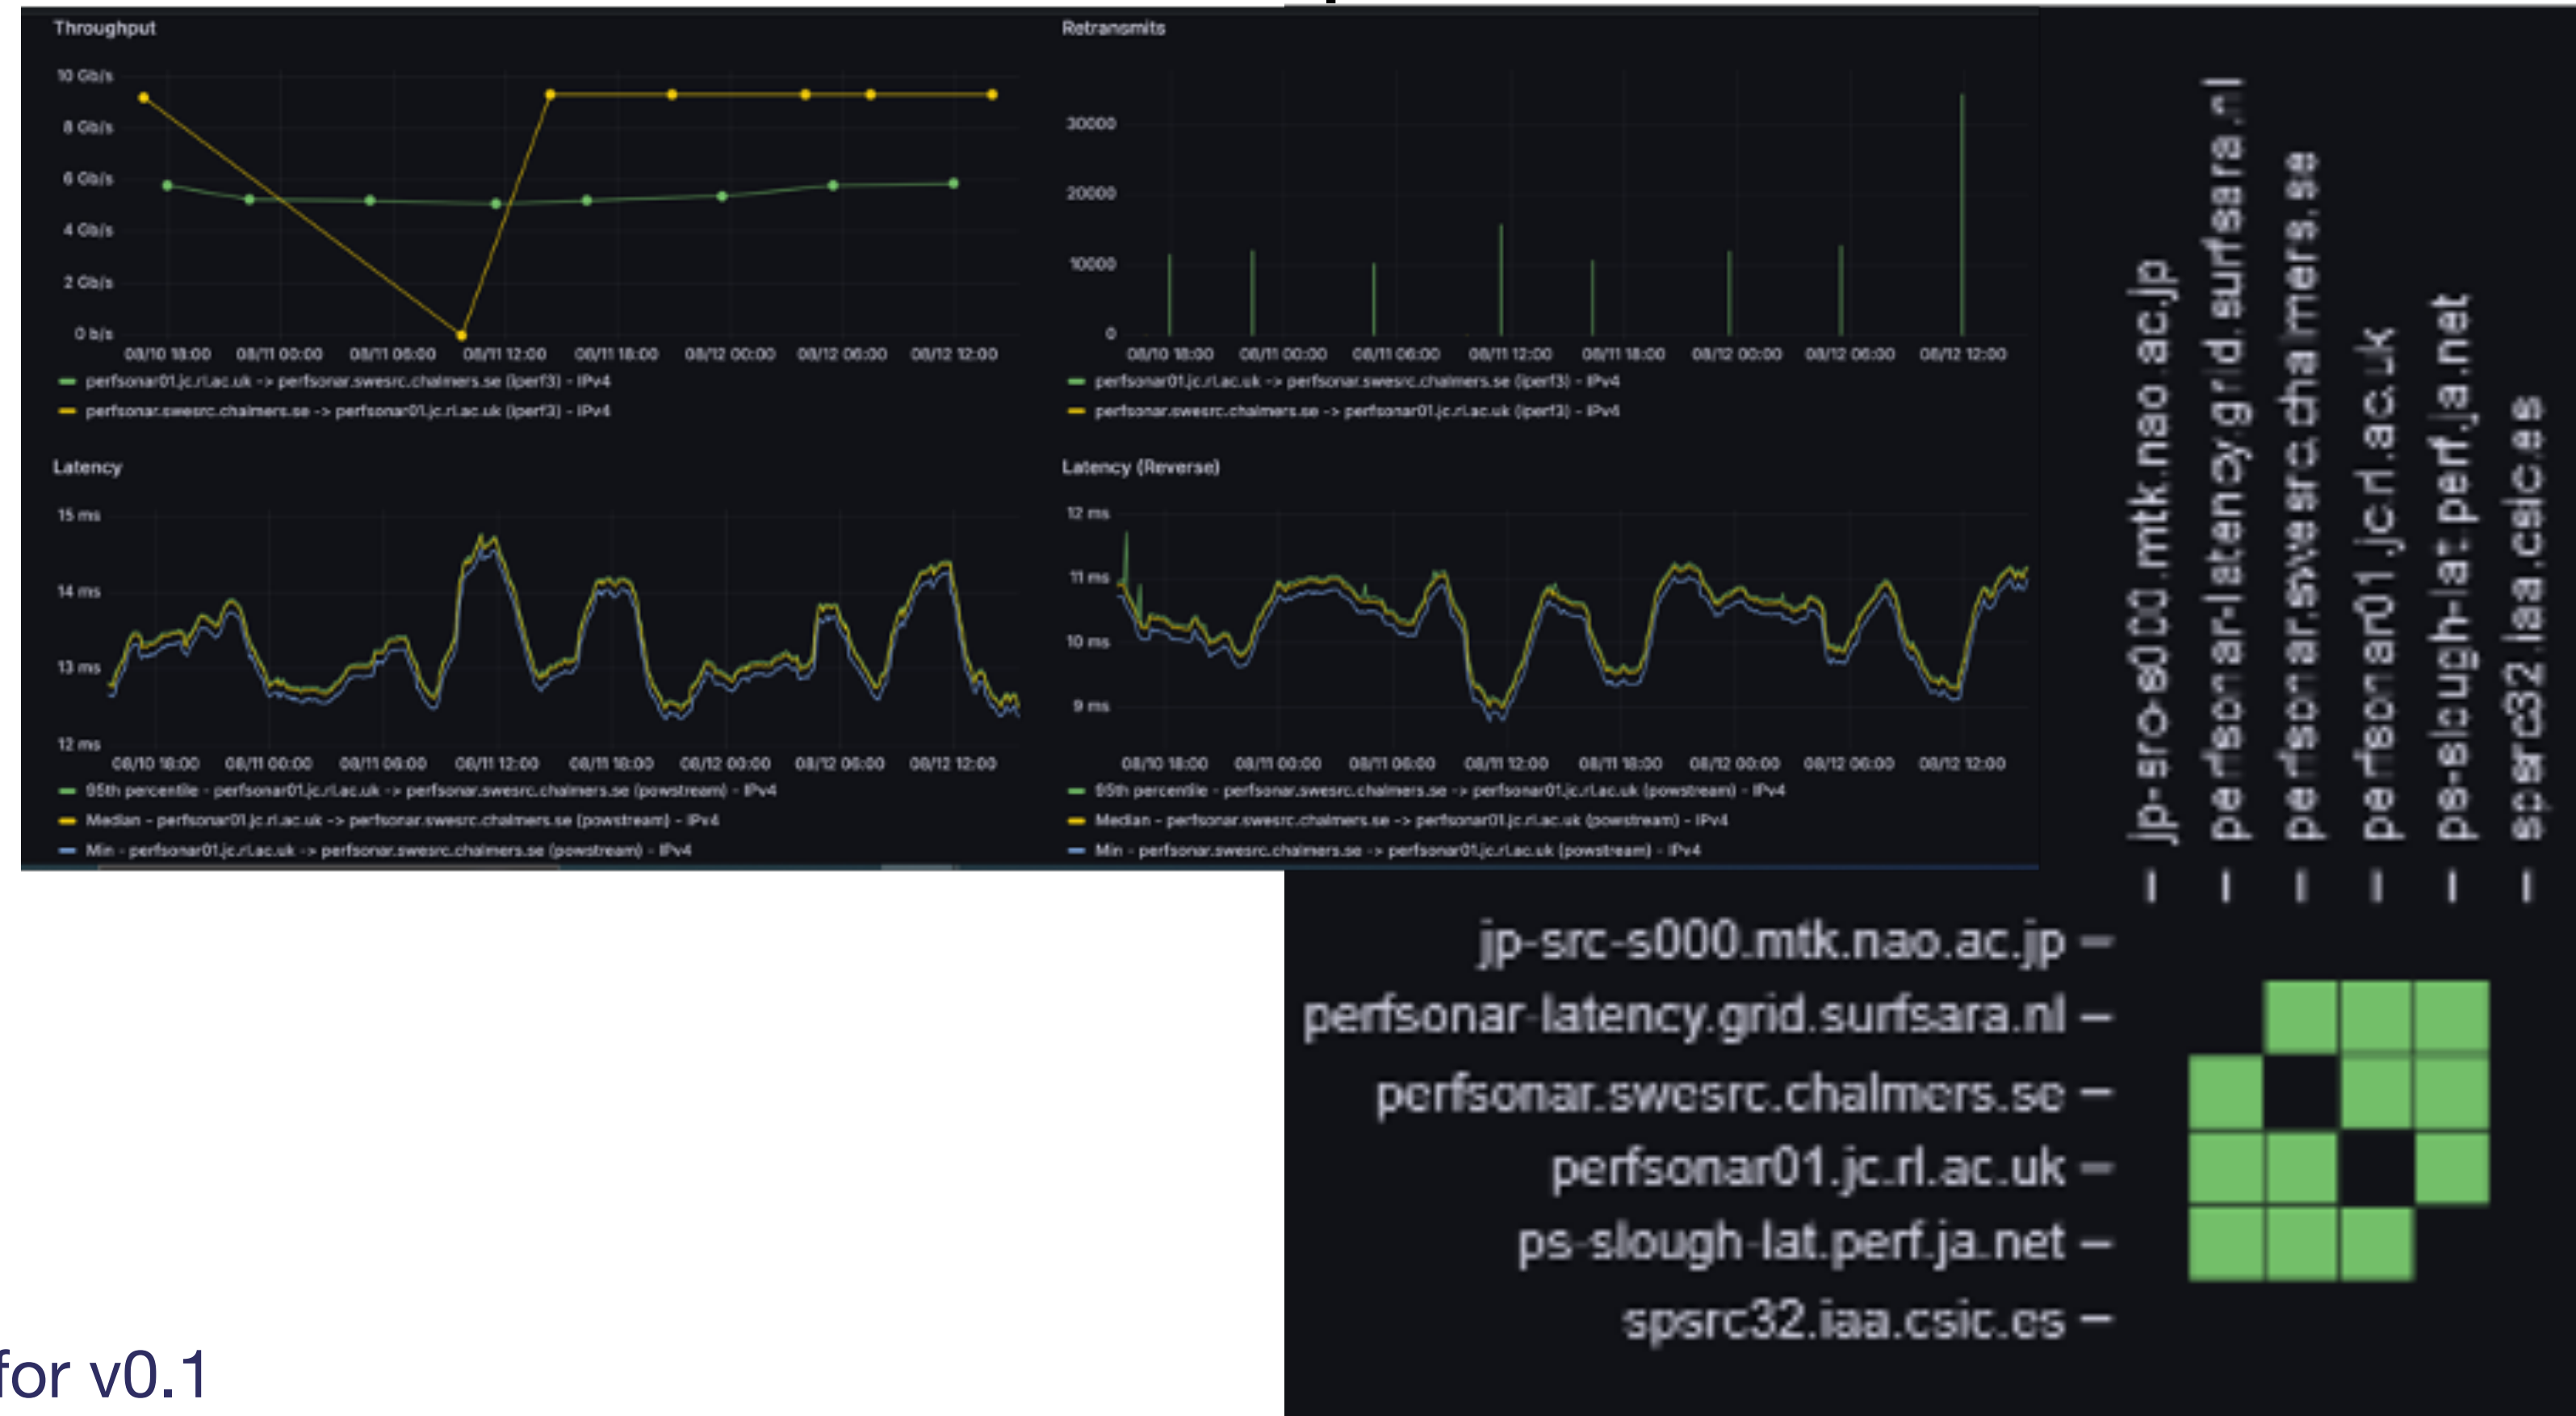 Throughput
10 Gb/s
8 Gb/s
6 Gb/s
4 Gb/s
2 Gb/s
0 b/s
08/10 18:00 08/11 00:00 08/11 06:00 08/11 12:00 08/11 18:00 08/12 00:00 08/12 06:00 08/12 12:00
perfsonar01.jc.rl.ac.uk -> perfsonar.swesrc.chalmers.se (iperf3) - IPv4
perfsonar.swesrc.chalmers.se -> perfsonar01.jc.rl.ac.uk (iperf3) - IPv4
Retransmits
30000
20000
10000
0
08/10 18:00 08/11 00:00 08/11 06:00 08/11 12:00 08/11 18:00 08/12 00:00 08/12 06:00 08/12 12:00
perfsonar01.jc.rl.ac.uk -> perfsonar.swesrc.chalmers.se (iperf3) - IPv4
perfsonar.swesrc.chalmers.se -> perfsonar01.jc.rl.ac.uk (iperf3) - IPv4
Latency
15 ms
14 ms
13 ms
12 ms
08/10 18:00 08/11 00:00 08/11 06:00 08/11 12:00 08/11 18:00 08/12 00:00 08/12 06:00 08/12 12:00
95th percentile - perfsonar01.jc.rl.ac.uk -> perfsonar.swesrc.chalmers.se (powstream) - IPv4
Median - perfsonar01.jc.rl.ac.uk -> perfsonar.swesrc.chalmers.se (powstream) - IPv4
Min - perfsonar01.jc.rl.ac.uk -> perfsonar.swesrc.chalmers.se (powstream) - IPv4
Latency (Reverse)
12 ms
11 ms
10 ms
9 ms
08/10 18:00 08/11 00:00 08/11 06:00 08/11 12:00 08/11 18:00 08/12 00:00 08/12 06:00 08/12 12:00
95th percentile - perfsonar.swesrc.chalmers.se -> perfsonar01.jc.rl.ac.uk (powstream) - IPv4
Median - perfsonar.swesrc.chalmers.se -> perfsonar01.jc.rl.ac.uk (powstream) - IPv4
Min - perfsonar.swesrc.chalmers.se -> perfsonar01.jc.rl.ac.uk (powstream) - IPv4
jp-src-s000.mtk.nao.ac.jp
perfsonar-latency.grid.surfsara.nl
perfsonar.swesrc.chalmers.se
perfsonar01.jc.rl.ac.uk
ps-slough-lat.perf.ja.net
spsrc32.iaa.csic.es
jp-src-s000.mtk.nao.ac.jp
perfsonar-latency.grid.surfsara.nl
perfsonar.swesrc.chalmers.se
perfsonar01.jc.rl.ac.uk
ps-slough-lat.perf.ja.net
spsrc32.iaa.csic.es
for v0.1